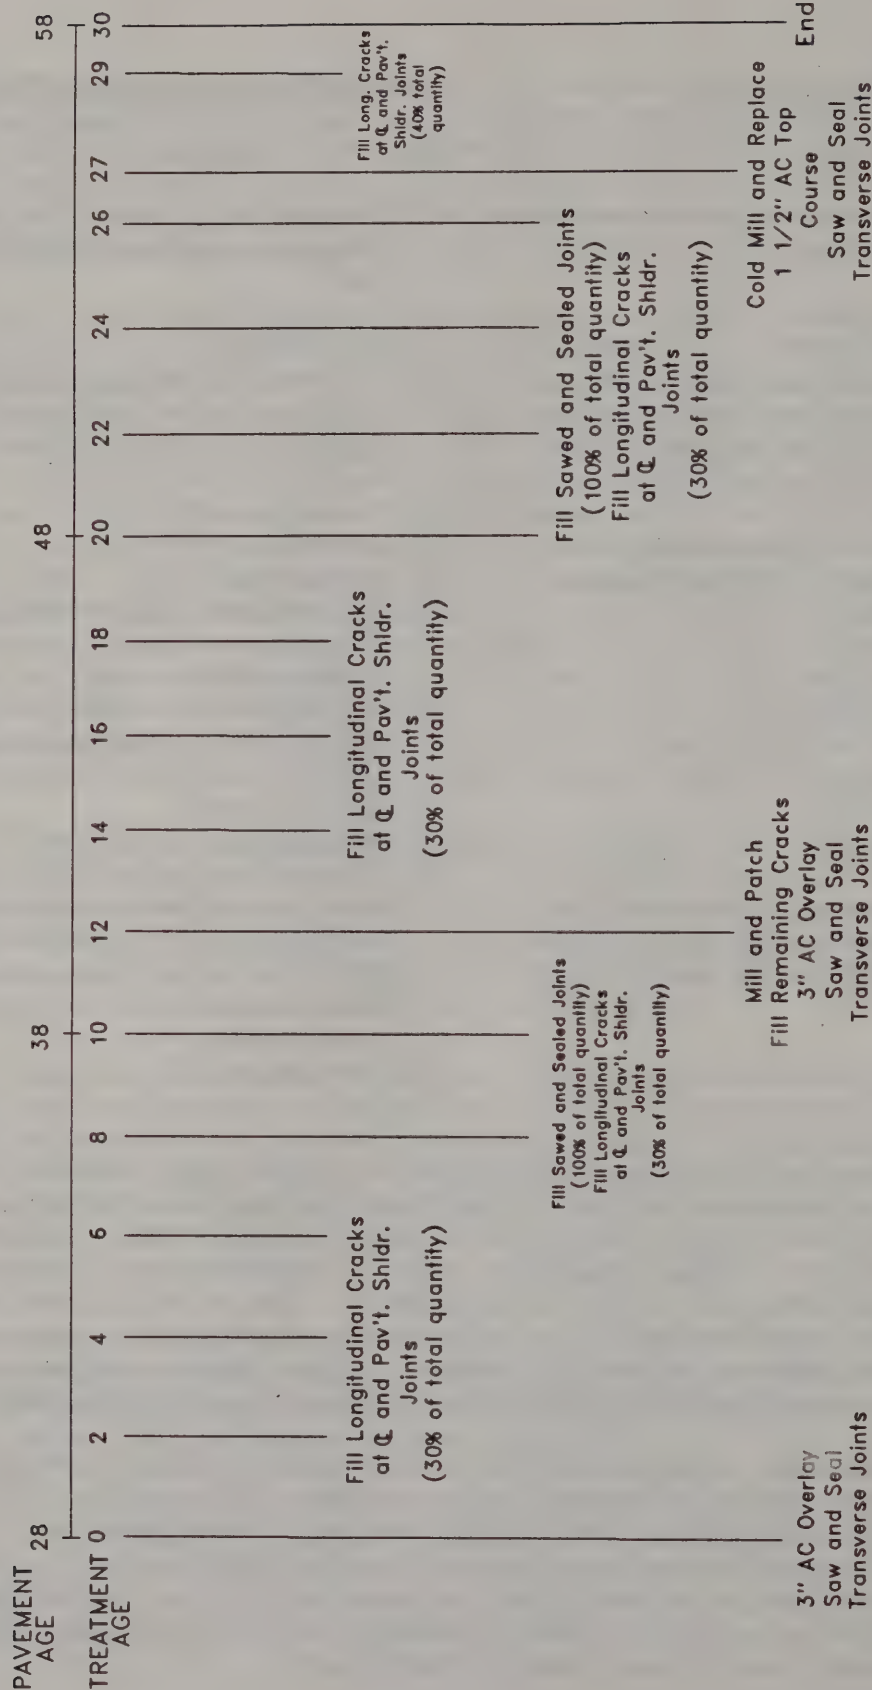 PAVEMENT
AGE
28
38
48
58
TREATMENT
AGE
0
2
4
6
8
10
12
14
16
18
20
22
24
26
27
29
30
3" AC Overlay
Saw and Seal
Transverse Joints
Fill Longitudinal Cracks
at ℄ and Pav't. Shldr.
Joints
(30% of total quantity)
Fill Sawed and Sealed Joints
(100% of total quantity)
Fill Longitudinal Cracks
at ℄ and Pav't. Shldr.
Joints
(30% of total quantity)
Mill and Patch
Fill Remaining Cracks
3" AC Overlay
Saw and Seal
Transverse Joints
Fill Longitudinal Cracks
at ℄ and Pav't. Shldr.
Joints
(30% of total quantity)
Fill Sawed and Sealed Joints
(100% of total quantity)
Fill Longitudinal Cracks
at ℄ and Pav't. Shldr.
Joints
(30% of total quantity)
Cold Mill and Replace
1 1/2" AC Top
Course
Saw and Seal
Transverse Joints
Fill Long. Cracks
at ℄ and Pav't.
Shldr. Joints
(40% total
quantity)
End